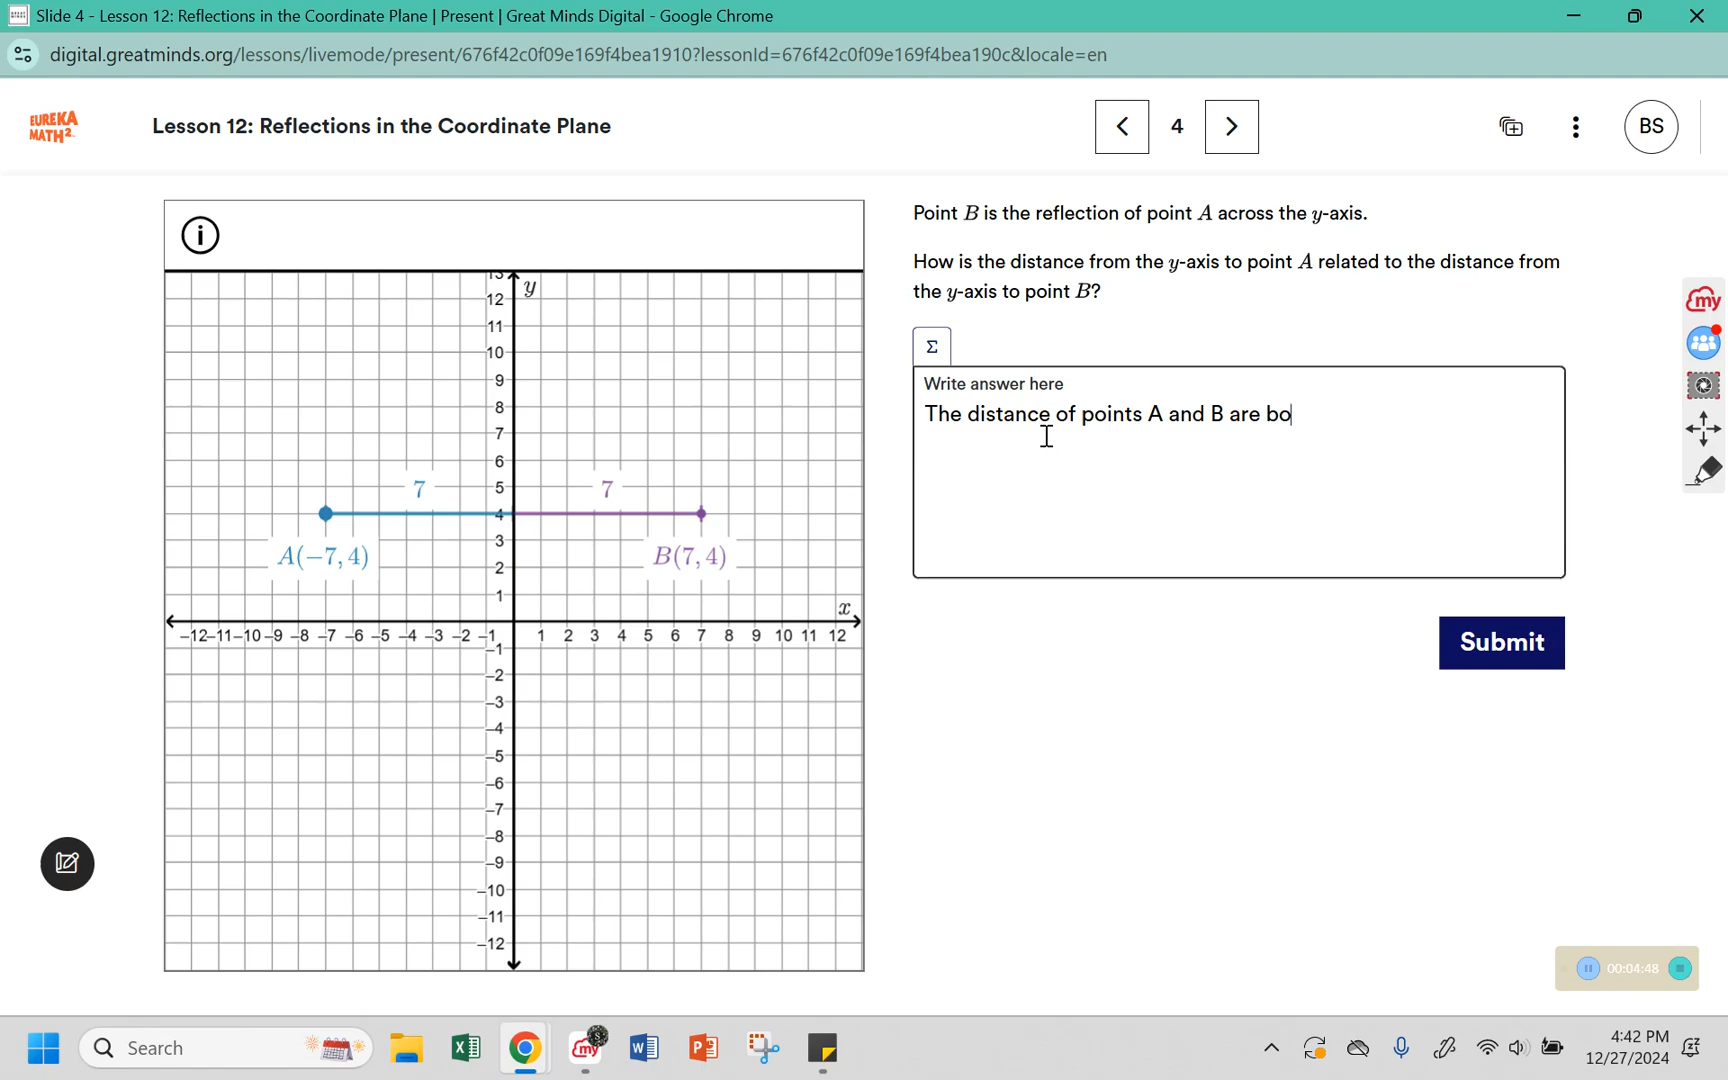 Slide 4 - Lesson 12: Reflections in the Coordinate Plane | Present | Great Minds Digital - Google Chrome
digital.greatminds.org/lessons/livemode/present/676f42c0f09e169f4bea1910?lessonId=676f42c0f09e169f4bea190c&locale=en
EUREKA
MATH2
Lesson 12: Reflections in the Coordinate Plane
4
BS
i
Point B is the reflection of point A across the y-axis.
How is the distance from the y-axis to point A related to the distance from
the y-axis to point B?
Σ
Write answer here
The distance of points A and B are bo
Submit
13
y
12
11
10
9
8
7
6
5
4
3
2
1
7
7
A(−7, 4)
B(7, 4)
x
−12 −11 −10 −9 −8 −7 −6 −5 −4 −3 −2 −1 1 2 3 4 5 6 7 8 9 10 11 12
−1
−2
−3
−4
−5
−6
−7
−8
−9
−10
−11
−12
my
00:04:48
Search
my
4:42 PM
12/27/2024